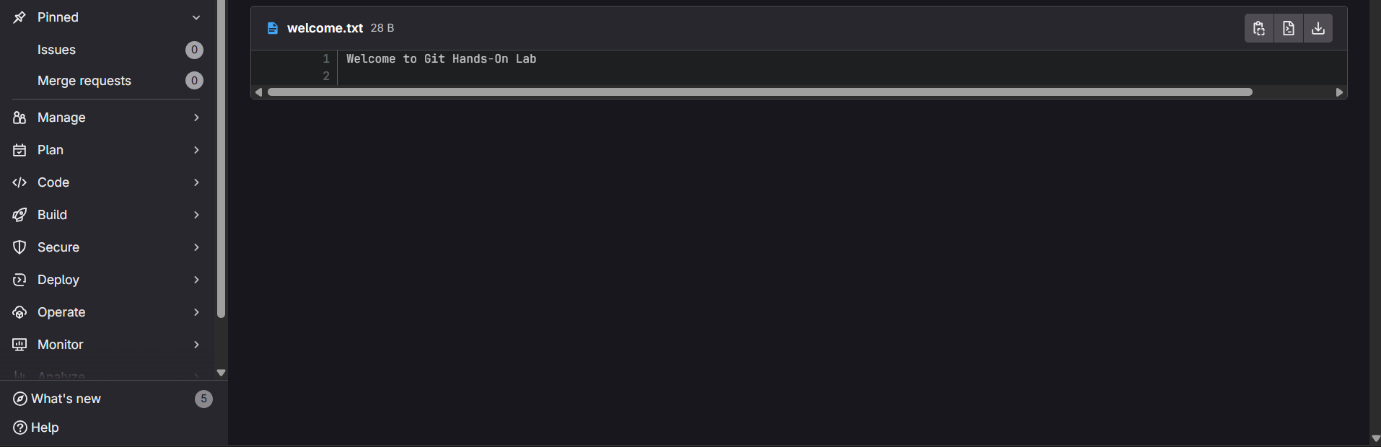 Pinned
Issues 0
Merge requests 0
Manage
Plan
Code
Build
Secure
Deploy
Operate
Monitor
Analyze
What's new 5
Help
welcome.txt 28 B
1 Welcome to Git Hands-On Lab
2